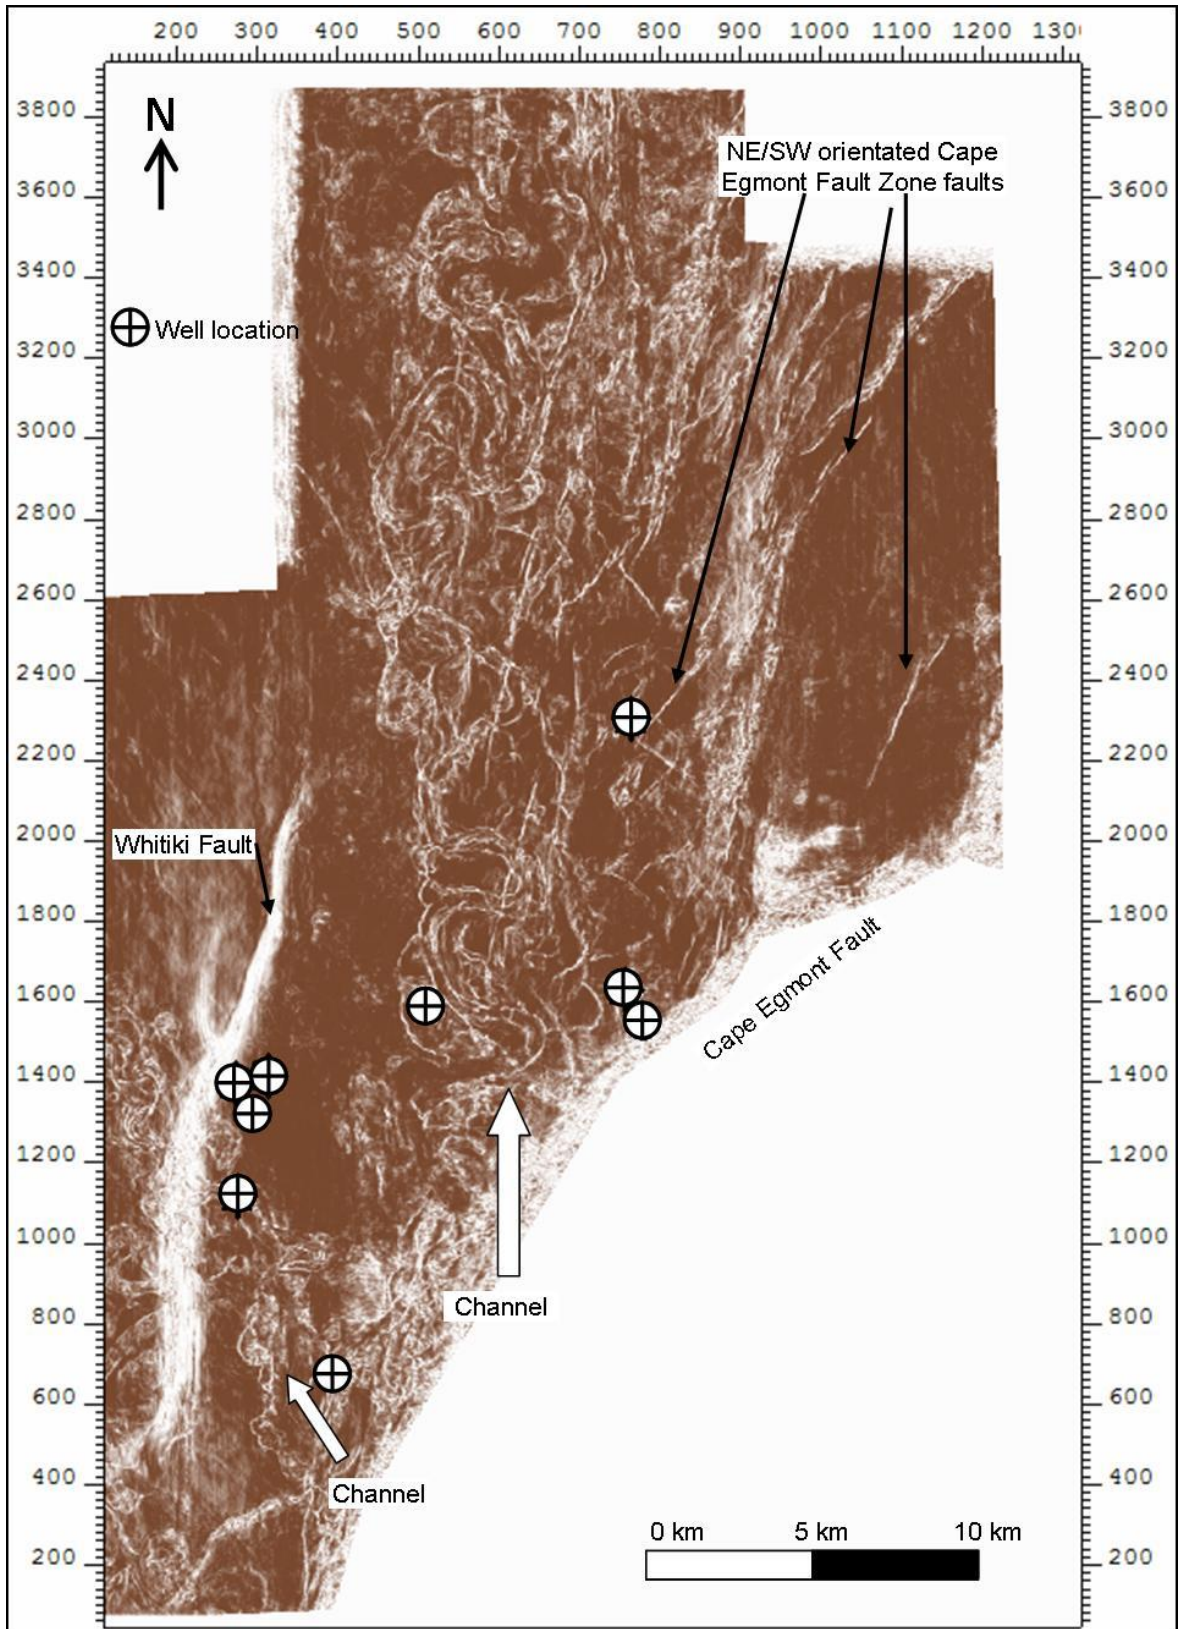 200 300 400 500 600 700 800 900 1000 1100 1200 130
N
NE/SW orientated Cape
Egmont Fault Zone faults
Well location
Whitiki Fault
Cape Egmont Fault
Channel
Channel
0 km 5 km 10 km
3800 3800
3600 3600
3400 3400
3200 3200
3000 3000
2800 2800
2600 2600
2400 2400
2200 2200
2000 2000
1800 1800
1600 1600
1400 1400
1200 1200
1000 1000
800 800
600 600
400 400
200 200